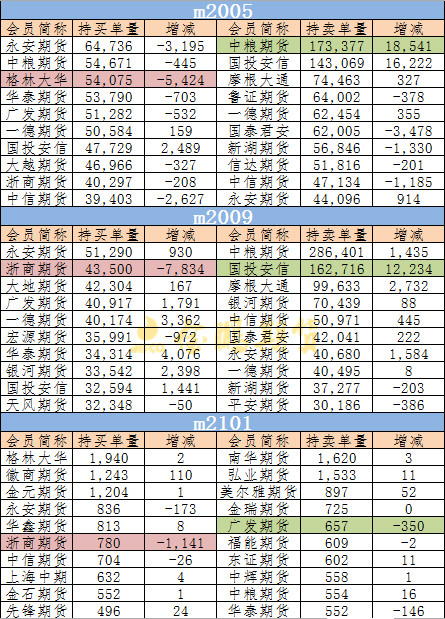 m2005
会员简称 持买单量 增减 会员简称 持卖单量 增减
永安期货 64,736 -3,195 中粮期货 173,377 18,541
中粮期货 54,671 -445 国投安信 143,069 16,222
格林大华 54,075 -5,424 摩根大通 74,463 327
华泰期货 53,790 -703 鲁证期货 64,002 -378
广发期货 51,282 -532 一德期货 62,454 355
一德期货 50,584 159 国泰君安 62,005 -3,478
国投安信 47,729 2,489 新湖期货 56,846 -1,330
大越期货 46,966 -327 信达期货 51,816 -201
浙商期货 40,297 -208 中信期货 47,134 -1,185
中信期货 39,403 -2,627 永安期货 44,096 914
m2009
会员简称 持买单量 增减 会员简称 持卖单量 增减
永安期货 51,290 930 中粮期货 286,401 1,435
浙商期货 43,500 -7,834 国投安信 162,716 12,234
大地期货 42,304 167 摩根大通 99,633 2,732
广发期货 40,917 1,791 银河期货 70,439 88
一德期货 40,174 3,362 中信期货 50,971 445
宏源期货 35,991 -972 国泰君安 42,041 222
华泰期货 34,314 4,076 永安期货 40,680 1,584
银河期货 33,542 2,398 一德期货 40,495 8
国投安信 32,594 1,441 新湖期货 37,277 -203
天风期货 32,348 -50 平安期货 30,186 -386
m2101
会员简称 持买单量 增减 会员简称 持卖单量 增减
格林大华 1,940 2 南华期货 1,620 3
徽商期货 1,243 110 弘业期货 1,533 11
金元期货 1,204 1 美尔雅期货 897 52
永安期货 836 -173 金瑞期货 725 0
华鑫期货 813 8 广发期货 657 -350
浙商期货 780 -1,141 福能期货 609 -2
中信期货 704 -26 东证期货 602 11
上海中期 632 4 中辉期货 558 1
金石期货 552 1 中粮期货 554 16
先锋期货 496 24 华泰期货 552 -146